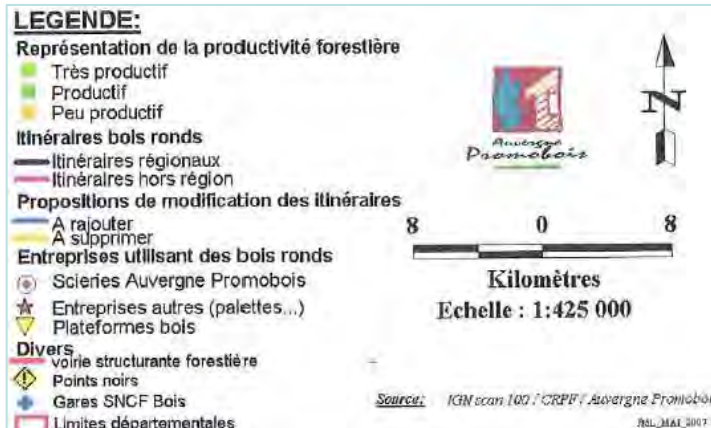 LEGENDE:
Représentation de la productivité forestière
Très productif
Productif
Peu productif
Itinéraires bois ronds
Itinéraires régionaux
Itinéraires hors région
Propositions de modification des itinéraires
A rajouter
A supprimer
Entreprises utilisant des bois ronds
Scieries Auvergne Promobois
Entreprises autres (palettes...)
Plateformes bois
Divers
voirie structurante forestière
Points noirs
Gares SNCF Bois
Limites départementales
N
Auvergne
Promobois
8 0 8
Kilomètres
Echelle : 1:425 000
Source: IGN scan 100 / CRPF / Auvergne Promobois
MAI 2007